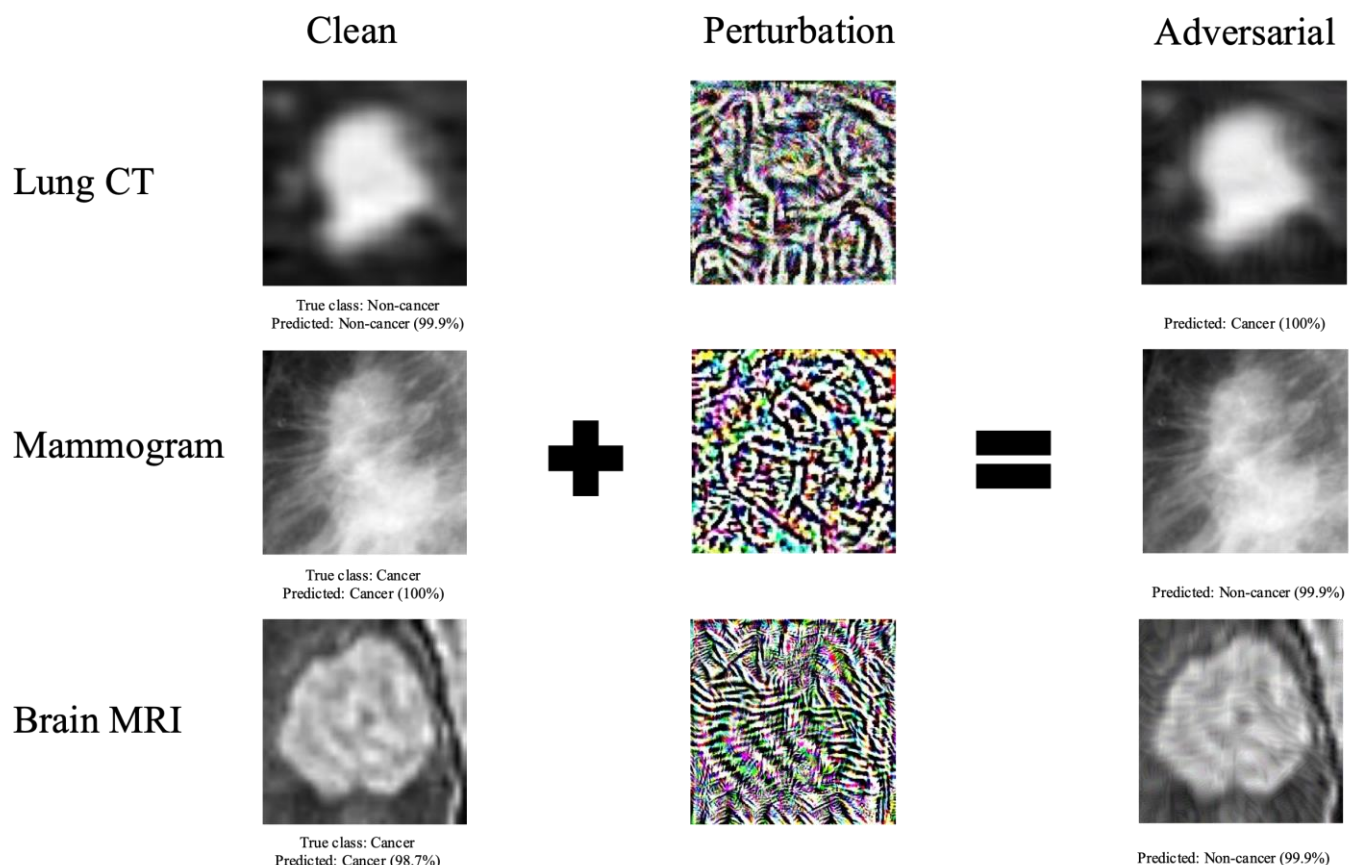 Clean
Perturbation
Adversarial
Lung CT
True class: Non-cancer
Predicted: Non-cancer (99.9%)
Predicted: Cancer (100%)
Mammogram
True class: Cancer
Predicted: Cancer (100%)
Predicted: Non-cancer (99.9%)
Brain MRI
True class: Cancer
Predicted: Cancer (98.7%)
Predicted: Non-cancer (99.9%)